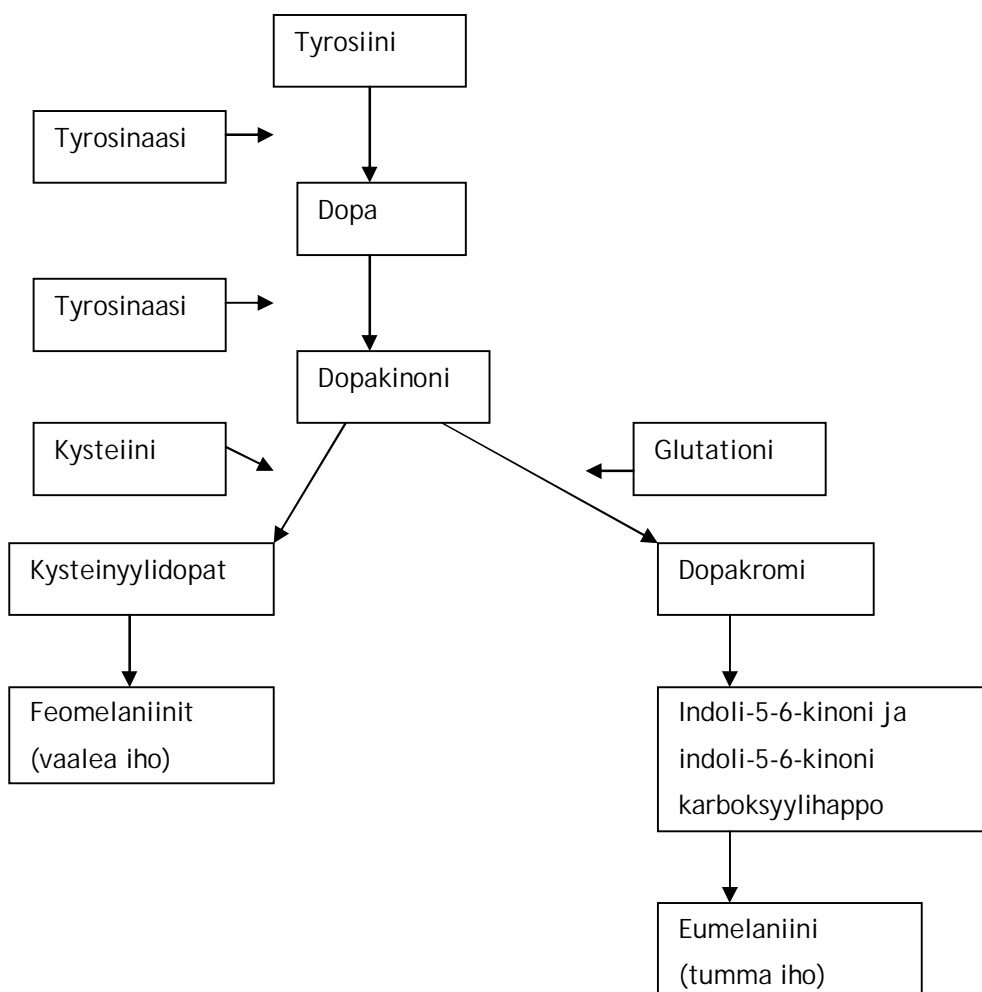 Tyrosiini
Tyrosinaasi
Dopa
Tyrosinaasi
Dopakinoni
Kysteiini
Glutationi
Kysteinyylidopat
Dopakromi
Feomelaniinit
(vaalea iho)
Indoli-5-6-kinoni ja
indoli-5-6-kinoni
karboksyylihappo
Eumelaniini
(tumma iho)